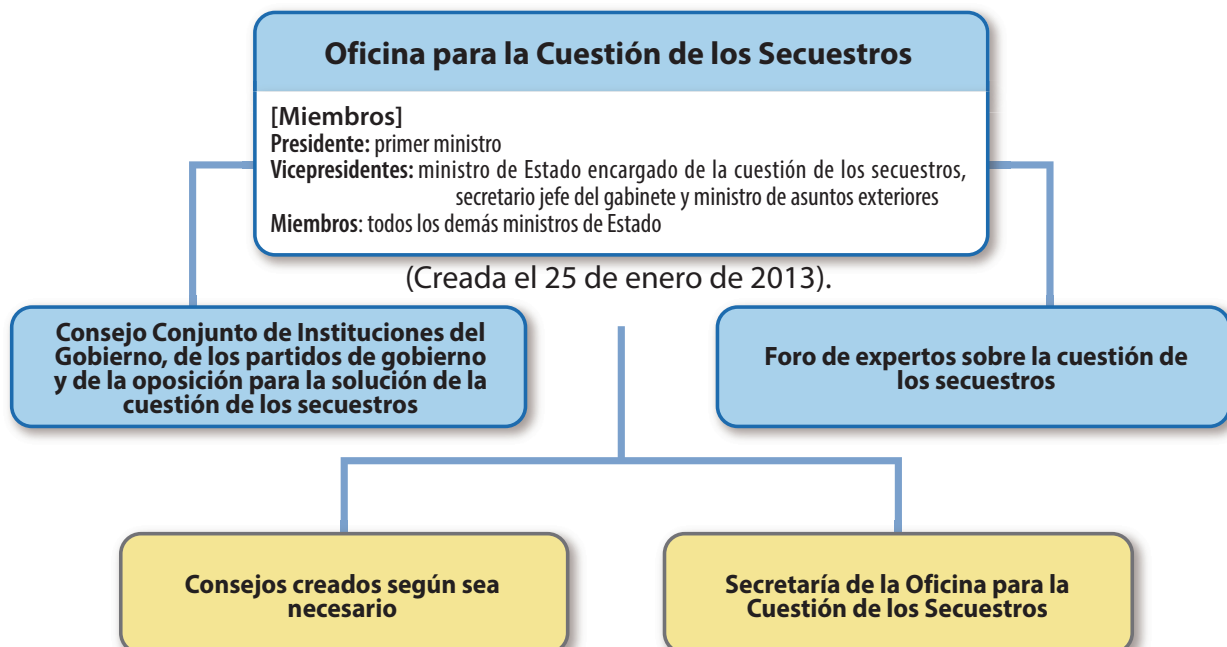 Oficina para la Cuestión de los Secuestros
[Miembros]
Presidente: primer ministro
Vicepresidentes: ministro de Estado encargado de la cuestión de los secuestros,
secretario jefe del gabinete y ministro de asuntos exteriores
Miembros: todos los demás ministros de Estado
(Creada el 25 de enero de 2013).
Consejo Conjunto de Instituciones del
Gobierno, de los partidos de gobierno
y de la oposición para la solución de la
cuestión de los secuestros
Foro de expertos sobre la cuestión de
los secuestros
Consejos creados según sea
necesario
Secretaría de la Oficina para la
Cuestión de los Secuestros